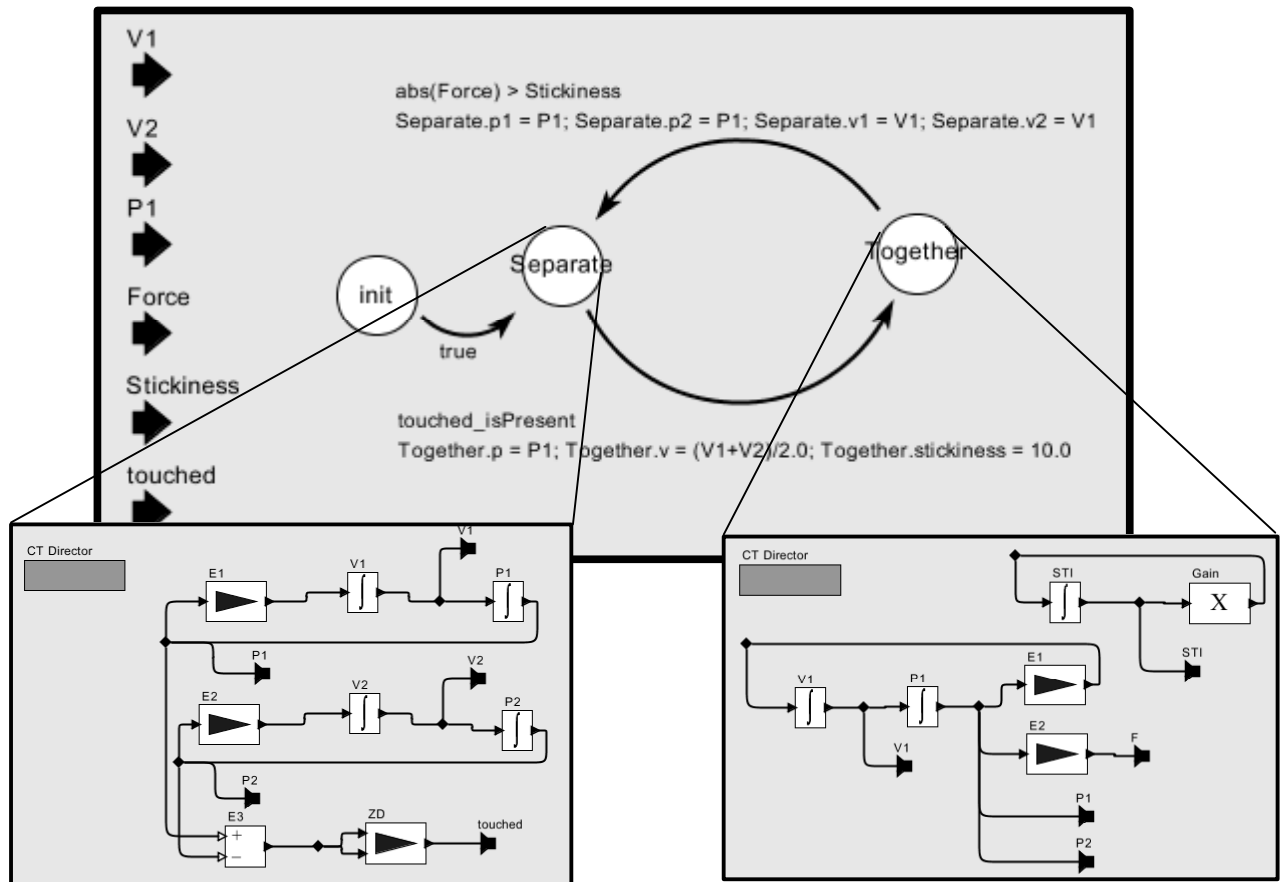 V1
V2
P1
Force
Stickiness
touched
abs(Force) > Stickiness
Separate.p1 = P1; Separate.p2 = P1; Separate.v1 = V1; Separate.v2 = V1
init
Separate
Together
true
touched_isPresent
Together.p = P1; Together.v = (V1+V2)/2.0; Together.stickiness = 10.0
CT Director
V1
E1
V1
P1
P1
V2
E2
V2
P2
P2
E3
+
−
ZD
touched
CT Director
STI
Gain
X
STI
E1
V1
P1
E2
F
V1
P1
P2